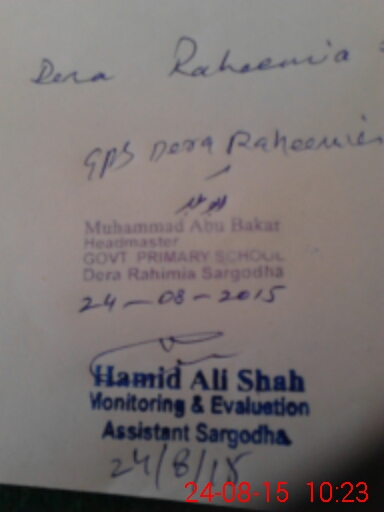 Dera Raheemia
GPS Dera Raheemia
Muhammad Abu Bakar
Headmaster
GOVT PRIMARY SCHOOL
Dera Rahimia Sargodha
24-08-2015
Hamid Ali Shah
Monitoring & Evaluation
Assistant Sargodha
24/8/15
24-08-15 10:23